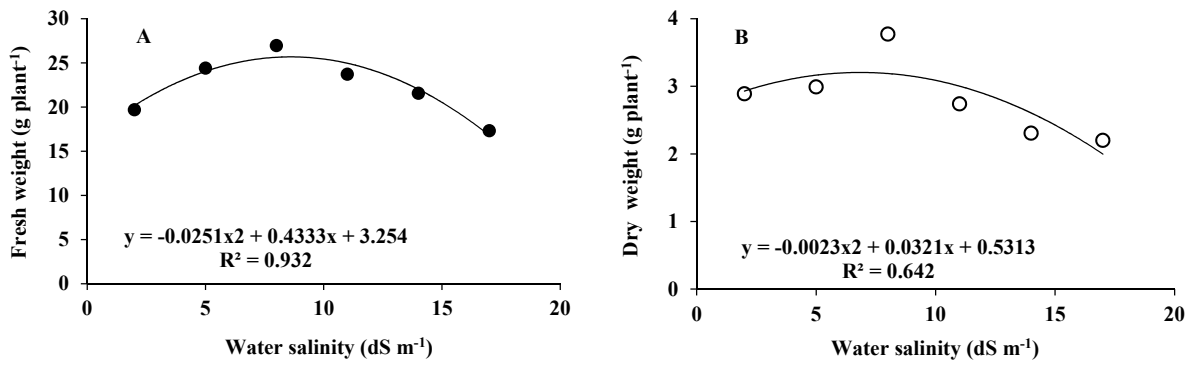 A
Fresh weight (g plant⁻¹)
30
25
20
15
10
5
0
y = -0.0251x2 + 0.4333x + 3.254
R² = 0.932
0 5 10 15 20
Water salinity (dS m⁻¹)
B
Dry weight (g plant⁻¹)
4
3
2
1
0
y = -0.0023x2 + 0.0321x + 0.5313
R² = 0.642
0 5 10 15 20
Water salinity (dS m⁻¹)